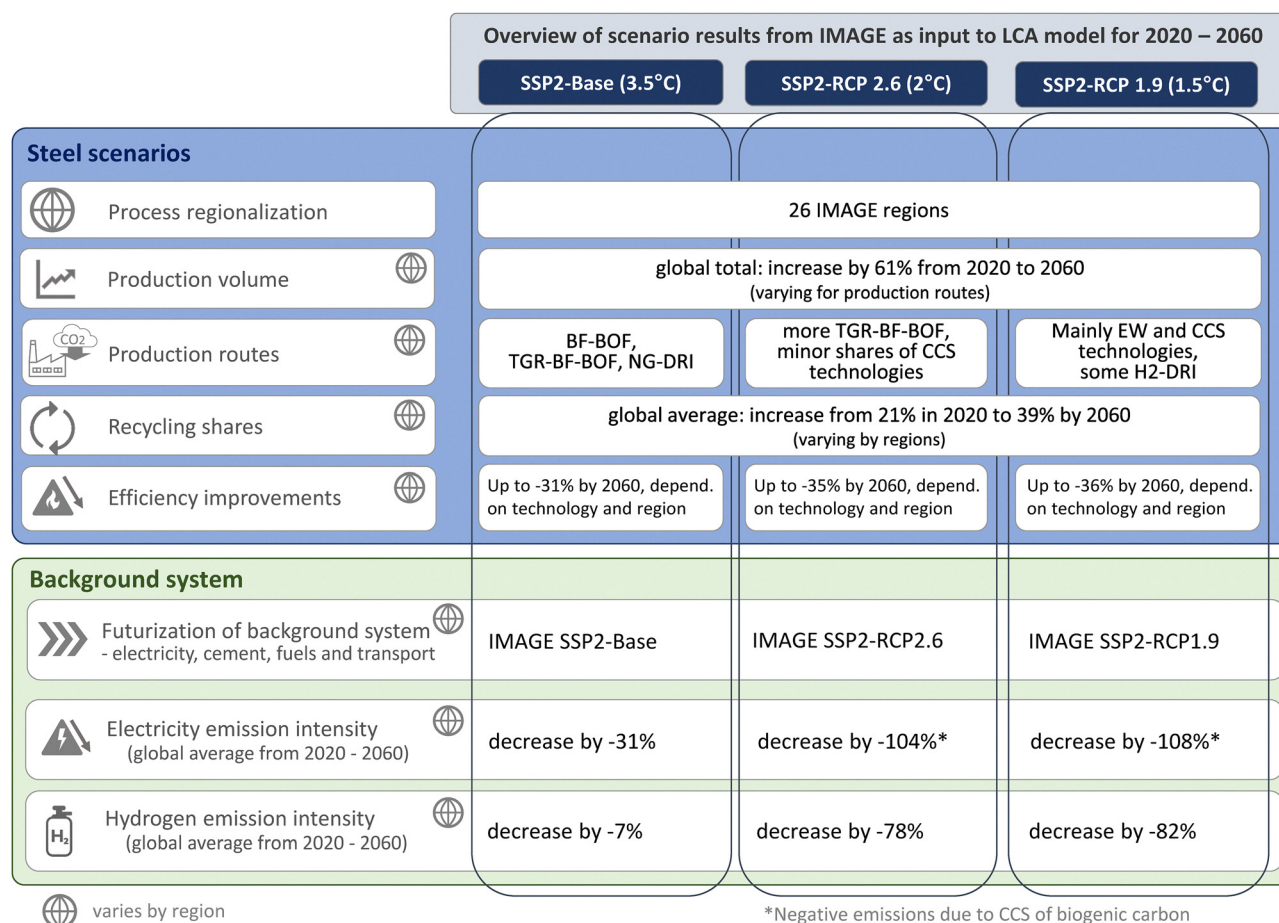 Overview of scenario results from IMAGE as input to LCA model for 2020 – 2060
SSP2-Base (3.5°C)
SSP2-RCP 2.6 (2°C)
SSP2-RCP 1.9 (1.5°C)
Steel scenarios
Process regionalization
26 IMAGE regions
Production volume
global total: increase by 61% from 2020 to 2060
(varying for production routes)
CO2
Production routes
BF-BOF,
TGR-BF-BOF, NG-DRI
more TGR-BF-BOF,
minor shares of CCS
technologies
Mainly EW and CCS
technologies,
some H2-DRI
Recycling shares
global average: increase from 21% in 2020 to 39% by 2060
(varying by regions)
Efficiency improvements
Up to -31% by 2060, depend.
on technology and region
Up to -35% by 2060, depend.
on technology and region
Up to -36% by 2060, depend.
on technology and region
Background system
Futurization of background system
- electricity, cement, fuels and transport
IMAGE SSP2-Base
IMAGE SSP2-RCP2.6
IMAGE SSP2-RCP1.9
Electricity emission intensity
(global average from 2020 - 2060)
decrease by -31%
decrease by -104%*
decrease by -108%*
H₂
Hydrogen emission intensity
(global average from 2020 - 2060)
decrease by -7%
decrease by -78%
decrease by -82%
varies by region
*Negative emissions due to CCS of biogenic carbon